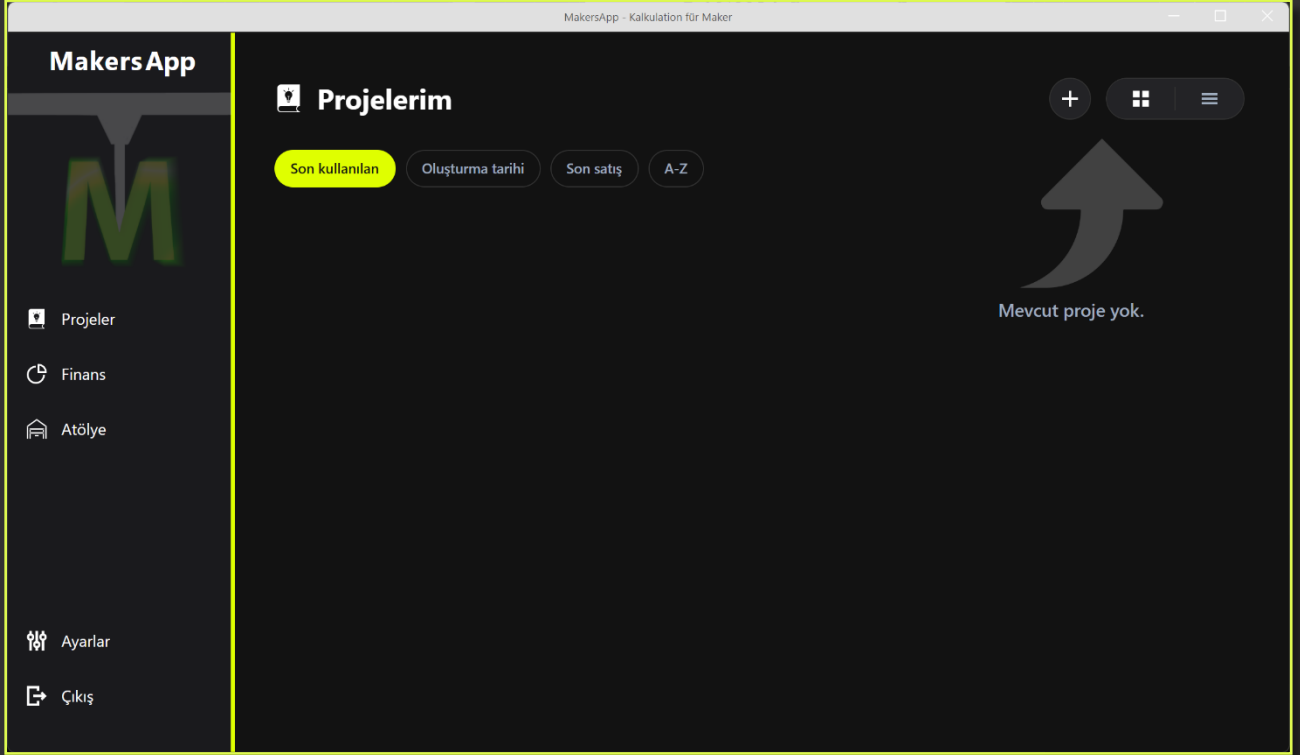 MakersApp - Kalkulation für Maker
MakersApp
M
Projeler
Finans
Atölye
Ayarlar
Çıkış
Projelerim
Son kullanılan
Oluşturma tarihi
Son satış
A-Z
Mevcut proje yok.